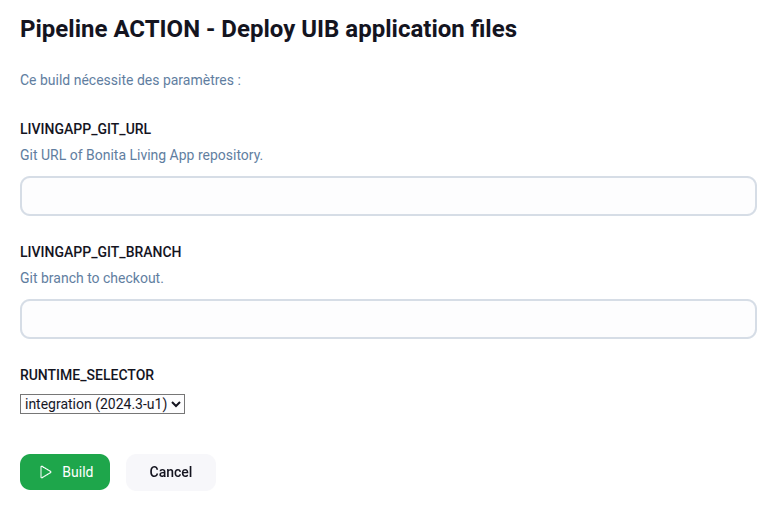 Pipeline ACTION - Deploy UIB application files
Ce build nécessite des paramètres :
LIVINGAPP_GIT_URL
Git URL of Bonita Living App repository.
LIVINGAPP_GIT_BRANCH
Git branch to checkout.
RUNTIME_SELECTOR
integration (2024.3-u1)
Build
Cancel